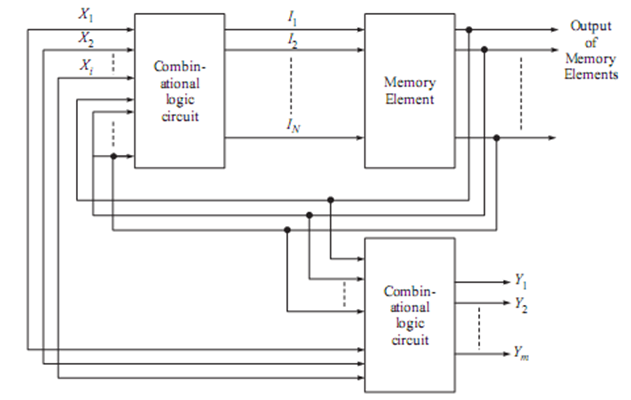 X₁
X₂
Xᵢ
Combin-
ational
logic
circuit
I₁
I₂
I_N
Memory
Element
Output
of
Memory
Elements
Combin-
ational
logic
circuit
Y₁
Y₂
Yₘ